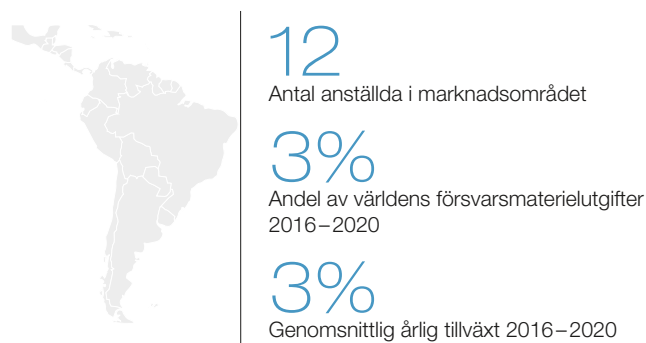 12
Antal anställda i marknadsområdet
3%
Andel av världens försvarsmaterielutgifter
2016–2020
3%
Genomsnittlig årlig tillväxt 2016–2020